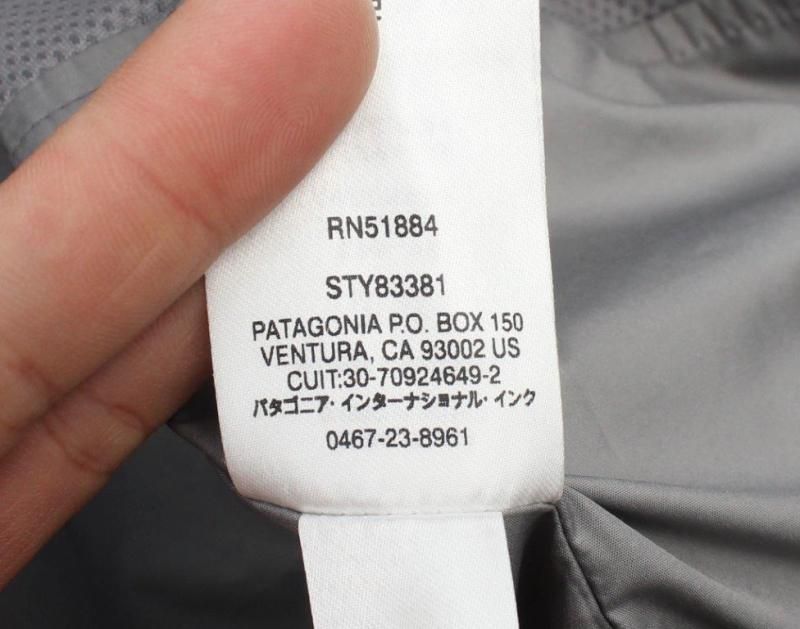 RN51884
STY83381
PATAGONIA P.O. BOX 150
VENTURA, CA 93002 US
CUIT:30-70924649-2
パタゴニア・インターナショナル・インク
0467-23-8961